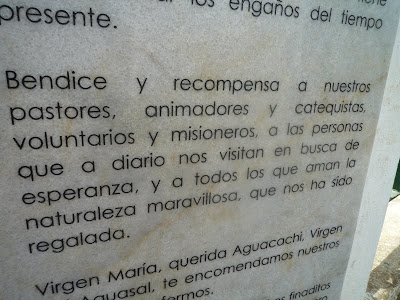 los engaños del tiempo
presente.
Bendice y recompensa a nuestros
pastores, animadores y catequistas,
voluntarios y misioneros, a las personas
que a diario nos visitan en busca de
esperanza, y a todos los que aman la
naturaleza maravillosa, que nos ha sido
regalada.
Virgen María, querida Aguacachi, Virgen
Aguasal, te encomendamos nuestros
finaditos